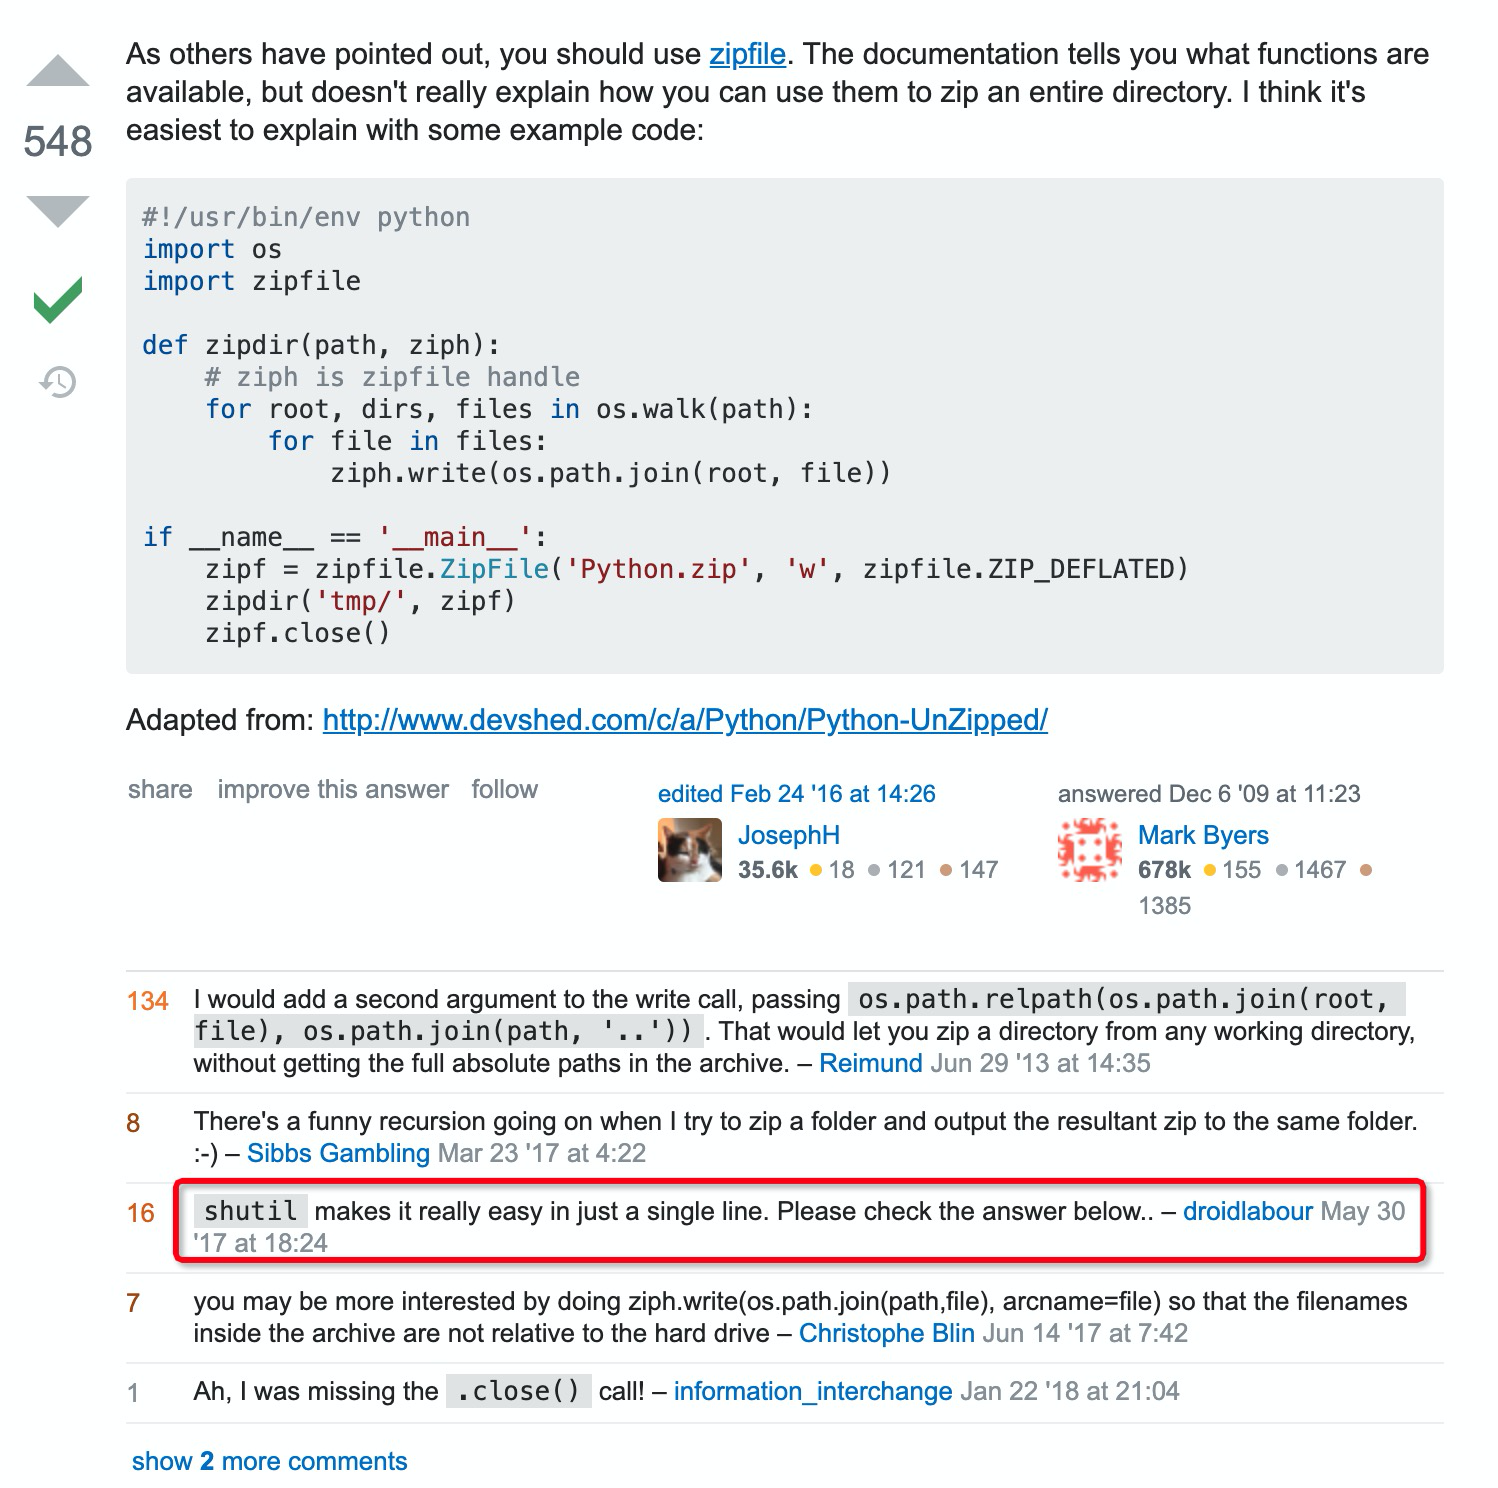 As others have pointed out, you should use zipfile. The documentation tells you what functions are
available, but doesn't really explain how you can use them to zip an entire directory. I think it's
easiest to explain with some example code:
548
#!/usr/bin/env python
import os
import zipfile
def zipdir(path, ziph):
    # ziph is zipfile handle
    for root, dirs, files in os.walk(path):
        for file in files:
            ziph.write(os.path.join(root, file))
if __name__ == '__main__':
    zipf = zipfile.ZipFile('Python.zip', 'w', zipfile.ZIP_DEFLATED)
    zipdir('tmp/', zipf)
    zipf.close()
Adapted from: http://www.devshed.com/c/a/Python/Python-UnZipped/
share improve this answer follow
edited Feb 24 '16 at 14:26
JosephH
35.6k 18 121 147
answered Dec 6 '09 at 11:23
Mark Byers
678k 155 1467
1385
134 I would add a second argument to the write call, passing os.path.relpath(os.path.join(root,
file), os.path.join(path, '..')) . That would let you zip a directory from any working directory,
without getting the full absolute paths in the archive. – Reimund Jun 29 '13 at 14:35
8 There's a funny recursion going on when I try to zip a folder and output the resultant zip to the same folder.
:-) – Sibbs Gambling Mar 23 '17 at 4:22
16 shutil makes it really easy in just a single line. Please check the answer below.. – droidlabour May 30
'17 at 18:24
7 you may be more interested by doing ziph.write(os.path.join(path,file), arcname=file) so that the filenames
inside the archive are not relative to the hard drive – Christophe Blin Jun 14 '17 at 7:42
1 Ah, I was missing the .close() call! – information_interchange Jan 22 '18 at 21:04
show 2 more comments